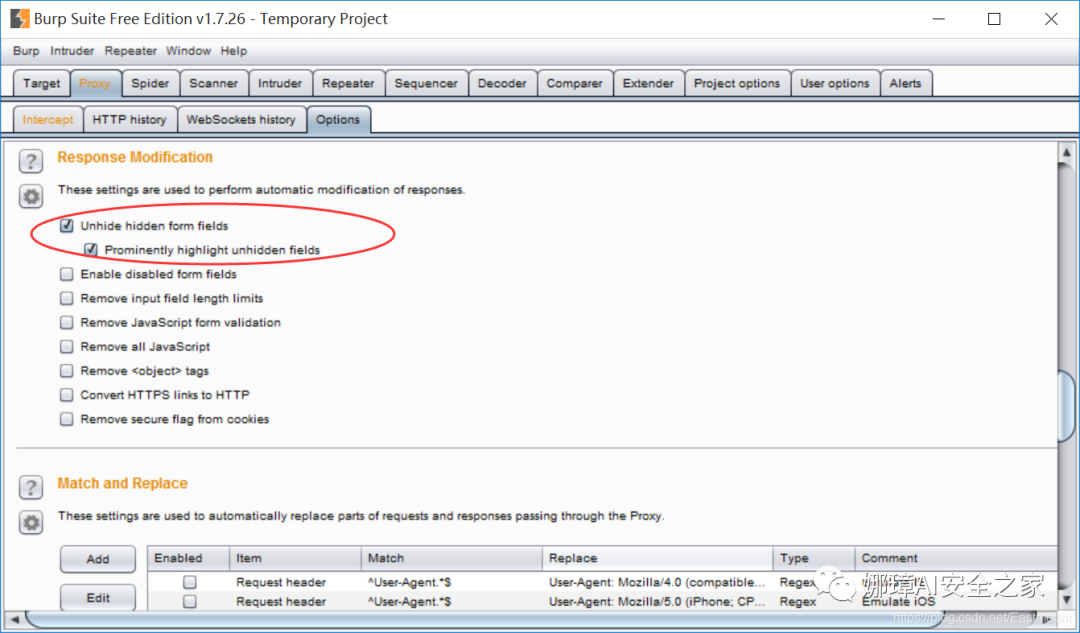 Burp Suite Free Edition v1.7.26 - Temporary Project
Burp Intruder Repeater Window Help
Target Proxy Spider Scanner Intruder Repeater Sequencer Decoder Comparer Extender Project options User options Alerts
Intercept HTTP history WebSockets history Options
Response Modification
These settings are used to perform automatic modification of responses.
Unhide hidden form fields
Prominently highlight unhidden fields
Enable disabled form fields
Remove input field length limits
Remove JavaScript form validation
Remove all JavaScript
Remove <object> tags
Convert HTTPS links to HTTP
Remove secure flag from cookies
Match and Replace
These settings are used to automatically replace parts of requests and responses passing through the Proxy.
Add Enabled Item Match Replace Type Comment
Request header ^User-Agent.*$ User-Agent: Mozilla/4.0 (compatible... Regex
Edit Request header ^User-Agent.*$ User-Agent: Mozilla/5.0 (iPhone; CP... Regex Emulate iOS
娜璋AI安全之家